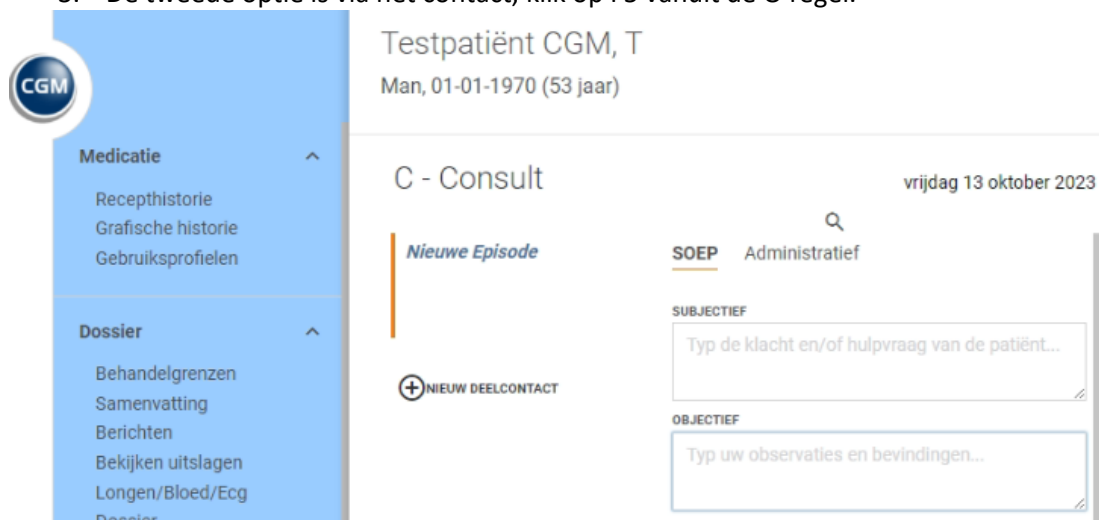 CGM
Testpatiënt CGM, T
Man, 01-01-1970 (53 jaar)
Medicatie
Recepthistorie
Grafische historie
Gebruiksprofielen
Dossier
Behandelgrenzen
Samenvatting
Berichten
Bekijken uitslagen
Longen/Bloed/Ecg
C - Consult
vrijdag 13 oktober 2023
Nieuwe Episode
NIEUW DEELCONTACT
SOEP Administratief
SUBJECTIEF
Typ de klacht en/of hulpvraag van de patiënt...
OBJECTIEF
Typ uw observaties en bevindingen...